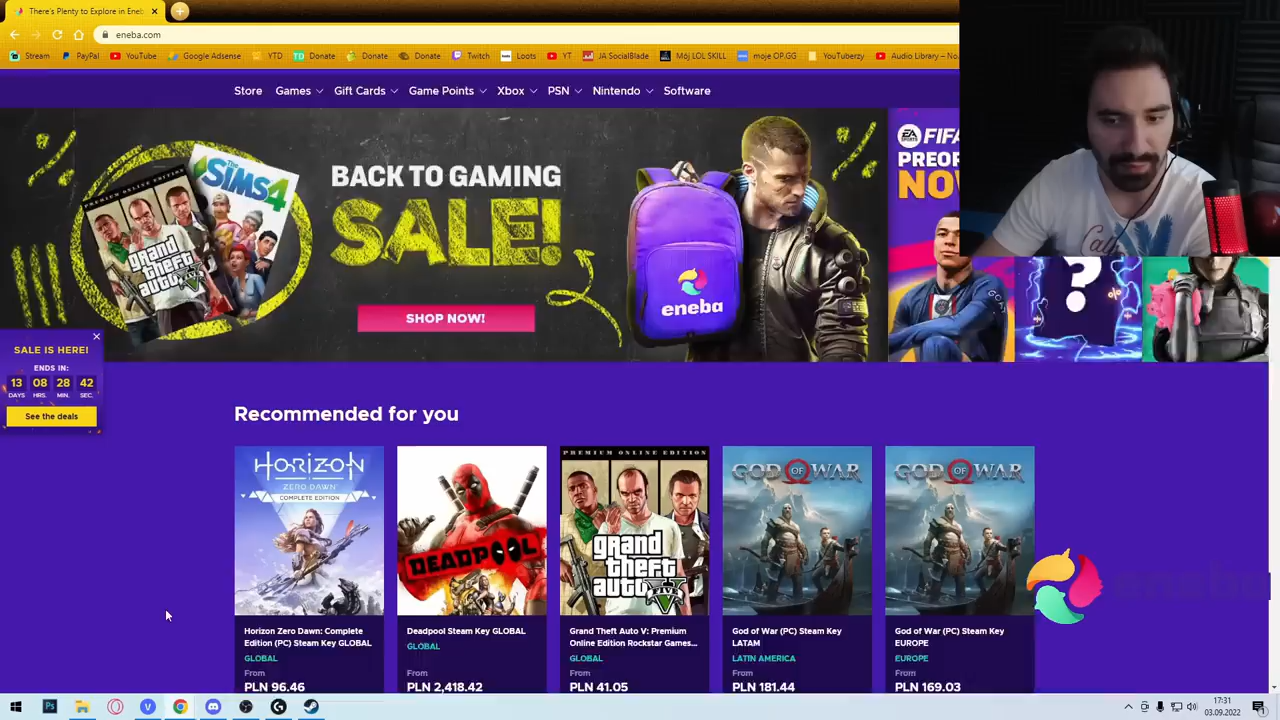 There's Plenty to Explore in Eneb
eneba.com
Stream PayPal YouTube Google Adsense YTD Donate Donate Donate Twitch Loots YT JA SocialBlade Mój LOL SKILL moje OP.GG YouTuberzy Audio Library – No
Store Games Gift Cards Game Points Xbox PSN Nintendo Software
PREMIUM ONLINE EDITION
grand theft auto V
THE SIMS 4
BACK TO GAMING
SALE!
SHOP NOW!
eneba
EA SPORTS FIFA
PREOR
NOW
SALE IS HERE!
ENDS IN:
13 08 28 42
DAYS HRS. MIN. SEC.
See the deals
Recommended for you
HORIZON
ZERO DAWN
COMPLETE EDITION
DEADPOOL
PREMIUM ONLINE EDITION
grand theft auto V
FIVE
GOD OF WAR
GOD OF WAR
Horizon Zero Dawn: Complete
Edition (PC) Steam Key GLOBAL
GLOBAL
From
PLN 96.46
Deadpool Steam Key GLOBAL
GLOBAL
From
PLN 2,418.42
Grand Theft Auto V: Premium
Online Edition Rockstar Games...
GLOBAL
From
PLN 41.05
God of War (PC) Steam Key
LATAM
LATIN AMERICA
From
PLN 181.44
God of War (PC) Steam Key
EUROPE
EUROPE
From
PLN 169.03
17:31
03.09.2022